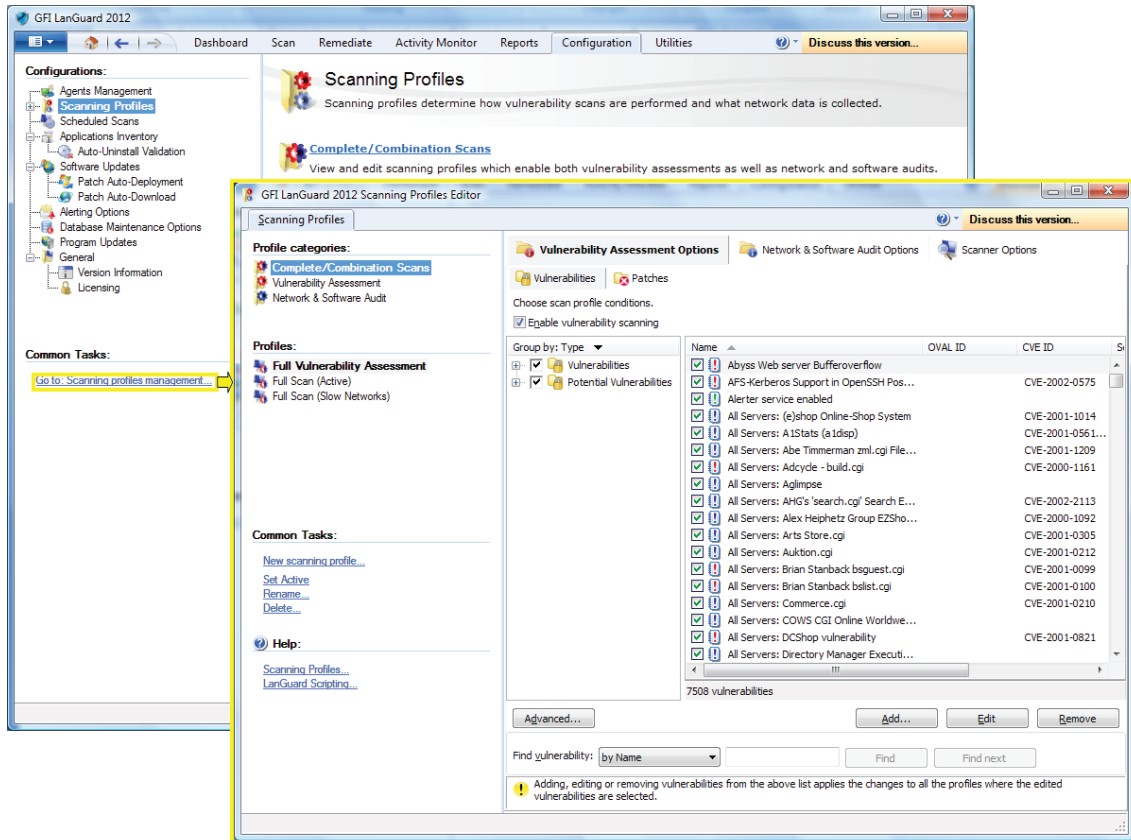 GFI LanGuard 2012
Dashboard Scan Remediate Activity Monitor Reports Configuration Utilities Discuss this version...
Configurations:
Agents Management
Scanning Profiles
Scheduled Scans
Applications Inventory
Auto-Uninstall Validation
Software Updates
Patch Auto-Deployment
Patch Auto-Download
Alerting Options
Database Maintenance Options
Program Updates
General
Version Information
Licensing
Common Tasks:
Go to: Scanning profiles management...
Scanning Profiles
Scanning profiles determine how vulnerability scans are performed and what network data is collected.
Complete/Combination Scans
View and edit scanning profiles which enable both vulnerability assessments as well as network and software audits.
GFI LanGuard 2012 Scanning Profiles Editor
Scanning Profiles
Discuss this version...
Profile categories:
Complete/Combination Scans
Vulnerability Assessment
Network & Software Audit
Profiles:
Full Vulnerability Assessment
Full Scan (Active)
Full Scan (Slow Networks)
Common Tasks:
New scanning profile...
Set Active
Rename...
Delete...
Help:
Scanning Profiles...
LanGuard Scripting...
Vulnerability Assessment Options Network & Software Audit Options Scanner Options
Vulnerabilities Patches
Choose scan profile conditions.
Enable vulnerability scanning
Group by: Type
Vulnerabilities
Potential Vulnerabilities
Name OVAL ID CVE ID
Abyss Web server Bufferoverflow
AFS-Kerberos Support in OpenSSH Pos... CVE-2002-0575
Alerter service enabled
All Servers: (e)shop Online-Shop System CVE-2001-1014
All Servers: A1Stats (a1disp) CVE-2001-0561...
All Servers: Abe Timmerman zml.cgi File... CVE-2001-1209
All Servers: Adcycle - build.cgi CVE-2000-1161
All Servers: Aglimpse
All Servers: AHG's 'search.cgi' Search E... CVE-2002-2113
All Servers: Alex Heiphetz Group EZSho... CVE-2000-1092
All Servers: Arts Store.cgi CVE-2001-0305
All Servers: Auktion.cgi CVE-2001-0212
All Servers: Brian Stanback bsguest.cgi CVE-2001-0099
All Servers: Brian Stanback bslist.cgi CVE-2001-0100
All Servers: Commerce.cgi CVE-2001-0210
All Servers: COWS CGI Online Worldwe...
All Servers: DCShop vulnerability CVE-2001-0821
All Servers: Directory Manager Executi...
7508 vulnerabilities
Advanced... Add... Edit Remove
Find vulnerability: by Name Find Find next
Adding, editing or removing vulnerabilities from the above list applies the changes to all the profiles where the edited
vulnerabilities are selected.